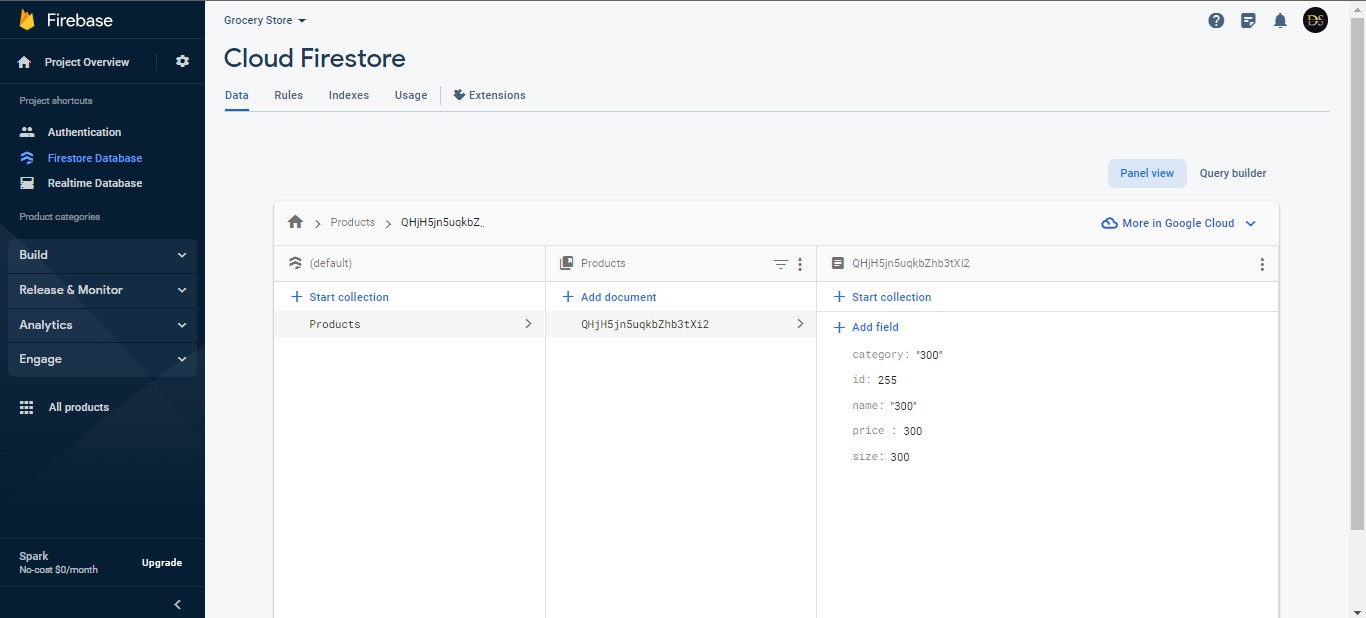 Firebase
Project Overview
Project shortcuts
Authentication
Firestore Database
Realtime Database
Product categories
Build
Release & Monitor
Analytics
Engage
All products
Spark
No-cost $0/month
Upgrade
Grocery Store
DS
Cloud Firestore
Data Rules Indexes Usage Extensions
Panel view Query builder
Products QHjH5jn5uqkbZ..
More in Google Cloud
(default)
Start collection
Products
Products
Add document
QHjH5jn5uqkbZhb3tXi2
QHjH5jn5uqkbZhb3tXi2
Start collection
Add field
category: "300"
id: 255
name: "300"
price : 300
size: 300